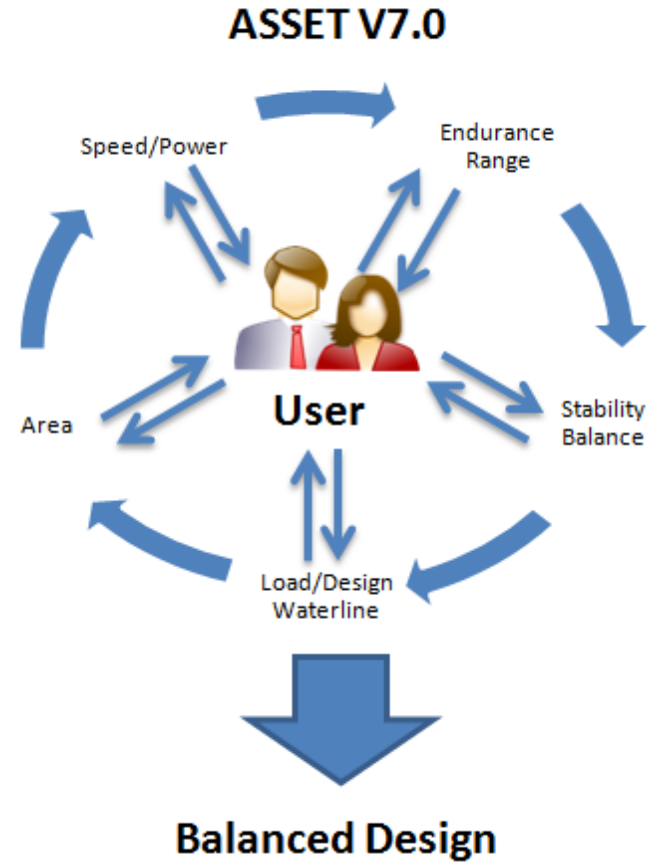 ASSET V7.0
Speed/Power
Endurance
Range
User
Area
Stability
Balance
Load/Design
Waterline
Balanced Design